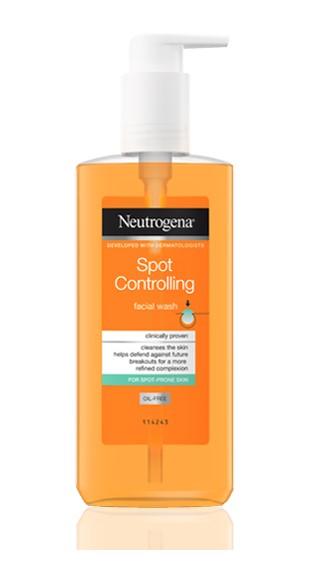 Neutrogena®
DEVELOPED WITH DERMATOLOGISTS
Spot
Controlling
facial wash
clinically proven
cleanses the skin
helps defend against future
breakouts for a more
refined complexion
FOR SPOT-PRONE SKIN
OIL-FREE
114243